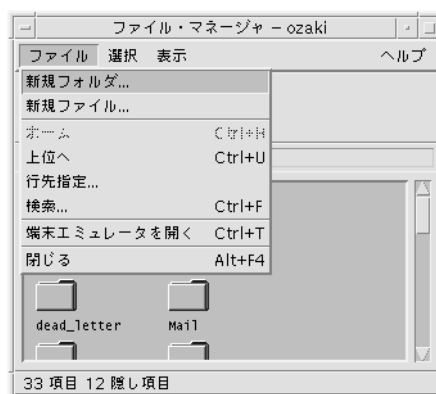 ファイル・マネージャ – ozaki
ファイル 選択 表示 ヘルプ
新規フォルダ...
新規ファイル...
ホーム Ctrl+H
上位へ Ctrl+U
行先指定...
検索... Ctrl+F
端末エミュレータを開く Ctrl+T
閉じる Alt+F4
dead_letter Mail
33 項目 12 隠し項目